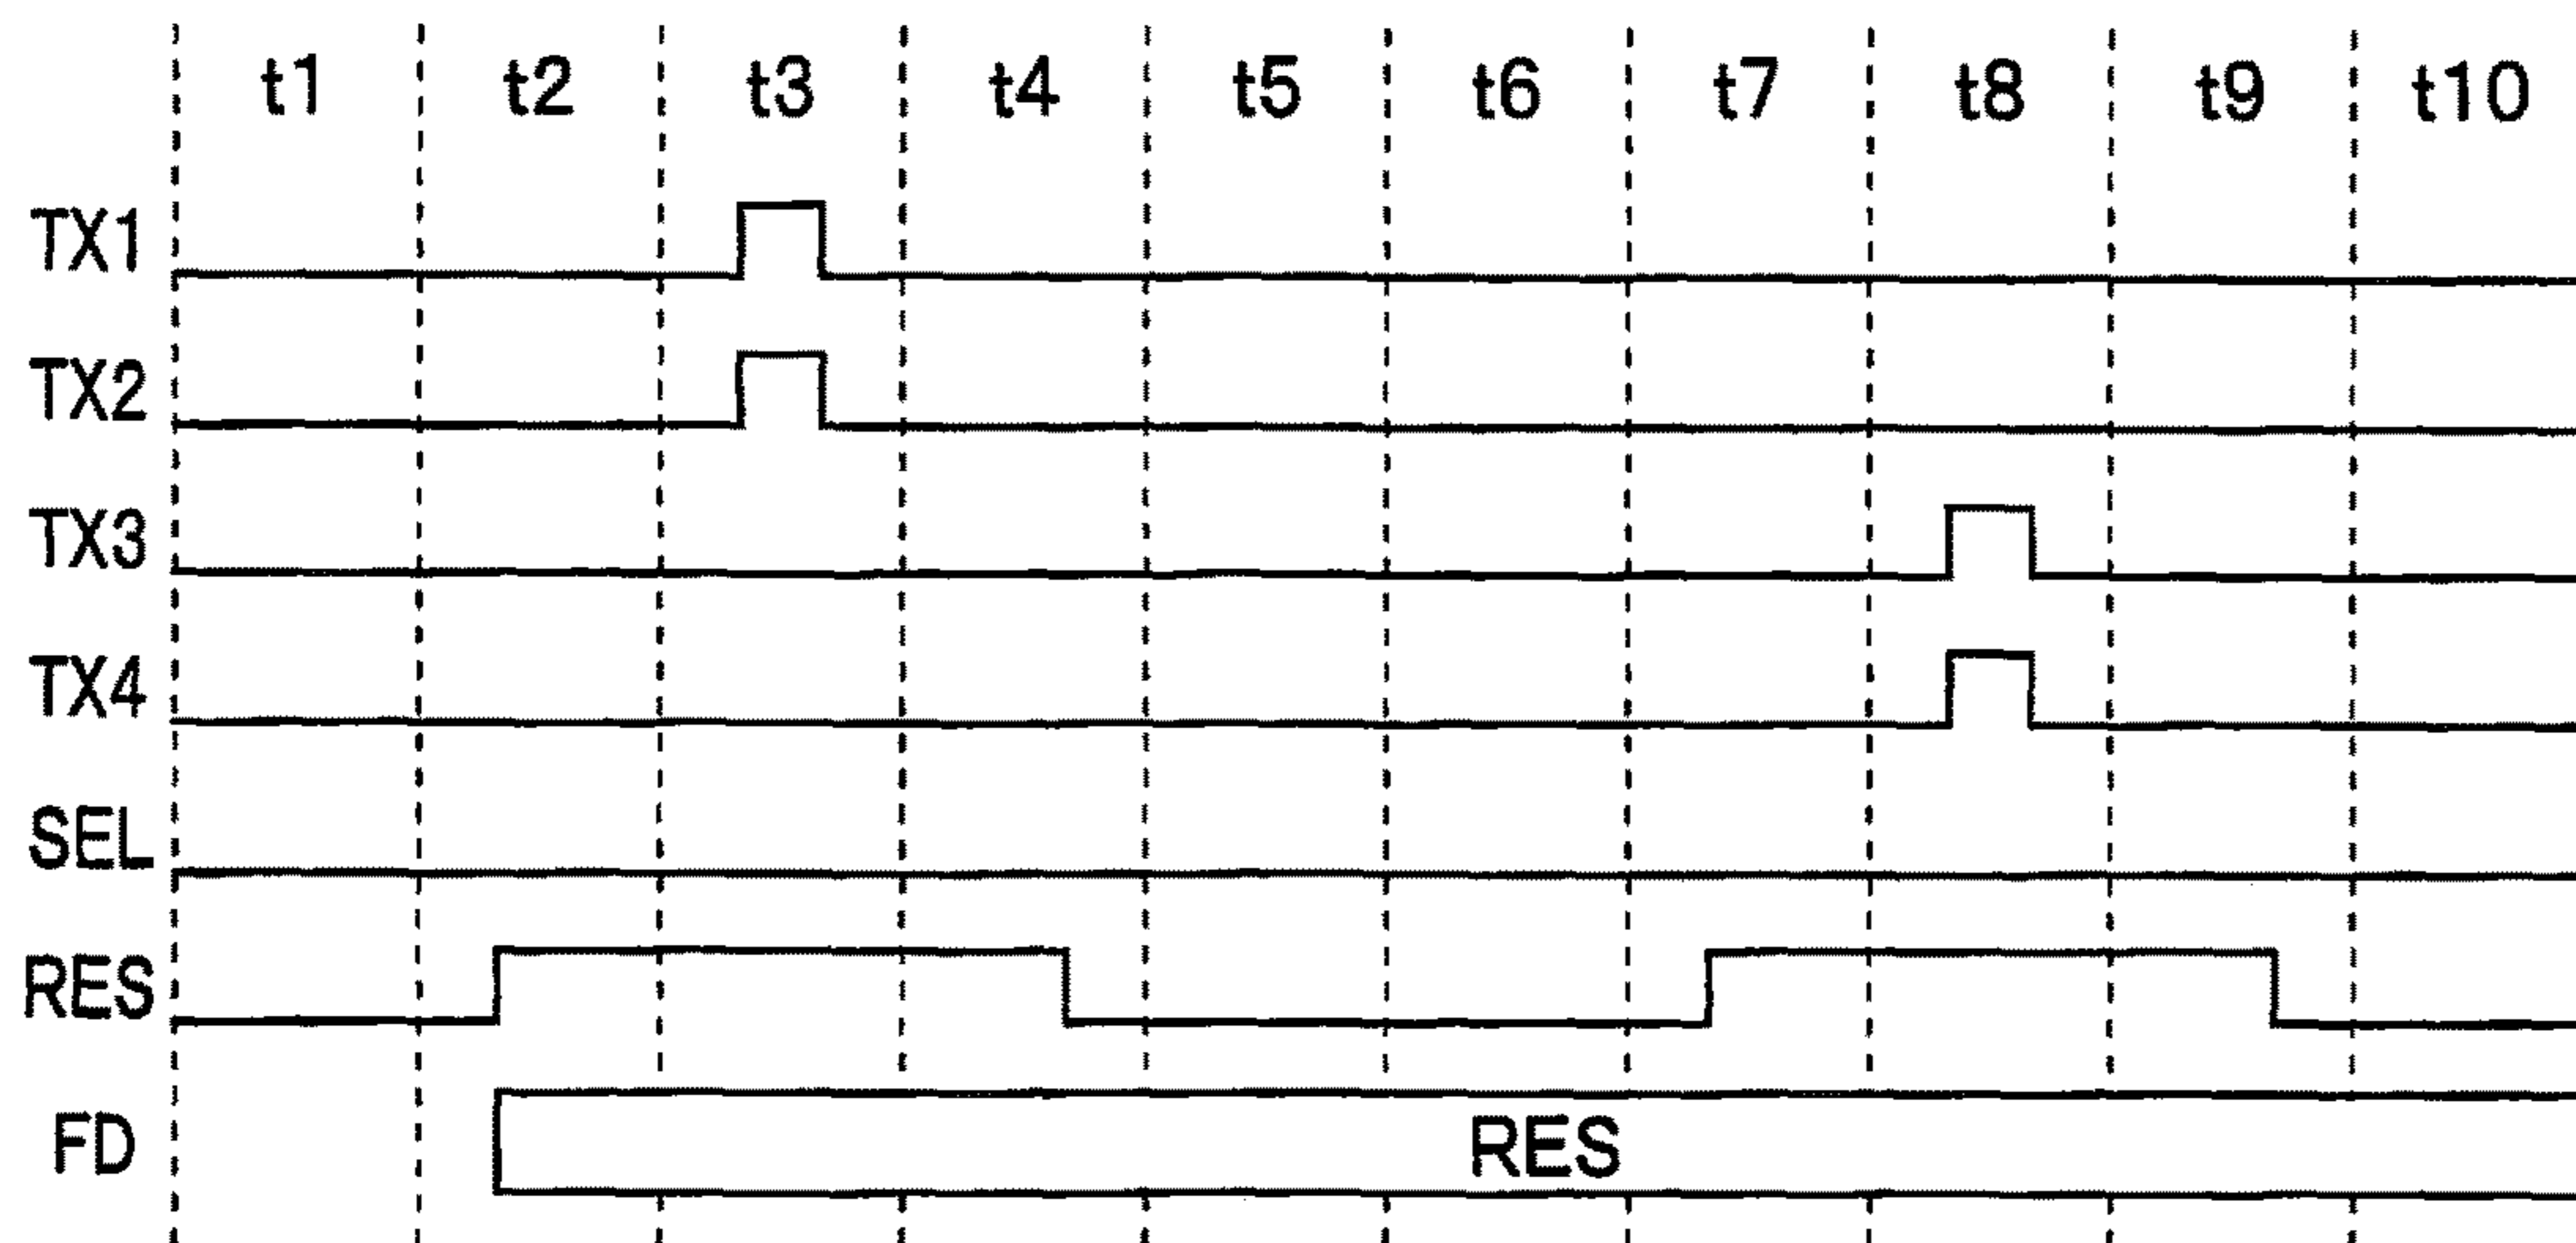 t1 t2 t3 t4 t5 t6 t7 t8 t9 t10
TX1
TX2
TX3
TX4
SEL
RES
FD RES